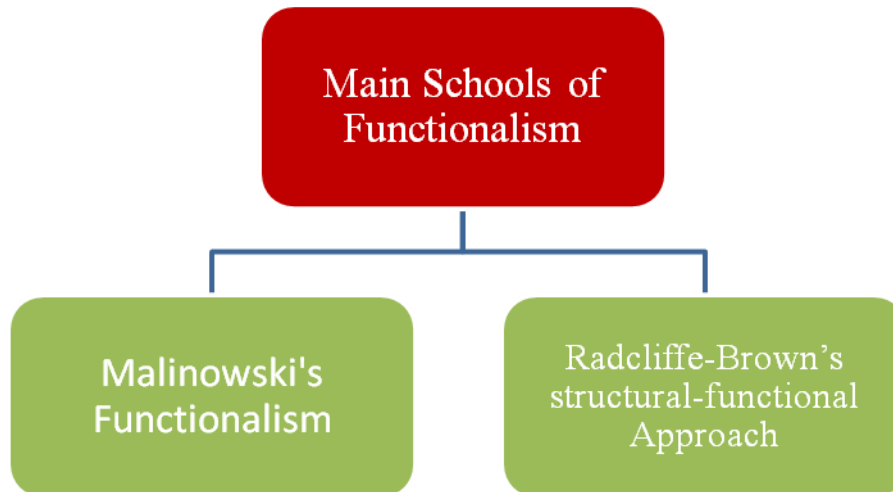 Main Schools of
Functionalism
Malinowski's
Functionalism
Radcliffe-Brown’s
structural-functional
Approach